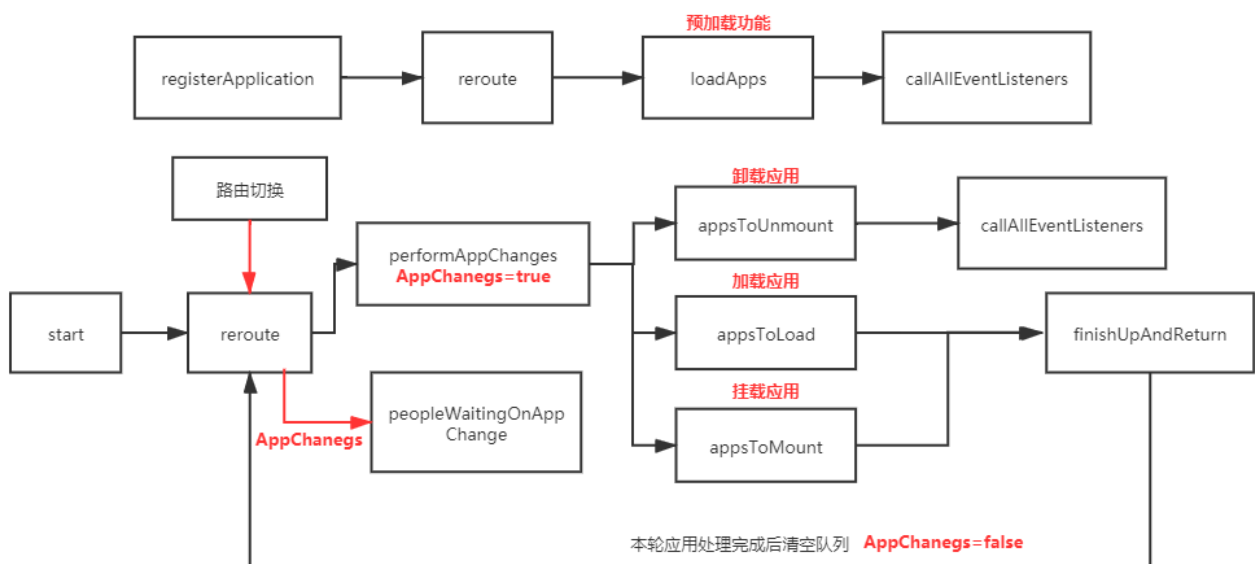 预加载功能
registerApplication
reroute
loadApps
callAllEventListeners
路由切换
卸载应用
performAppChanges
AppChanegs=true
appsToUnmount
callAllEventListeners
加载应用
start
reroute
appsToLoad
finishUpAndReturn
挂载应用
peopleWaitingOnApp
Change
AppChanegs
appsToMount
本轮应用处理完成后清空队列 AppChanegs=false